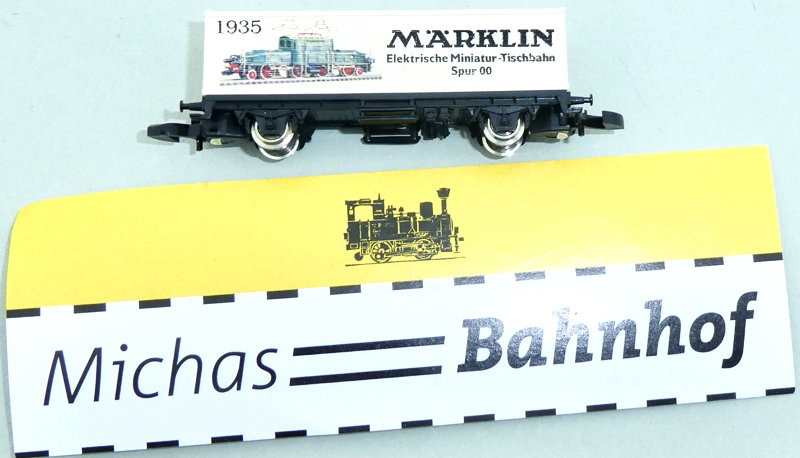 1935
MÄRKLIN
Elektrische Miniatur-Tischbahn
Spur 00
Michas Bahnhof